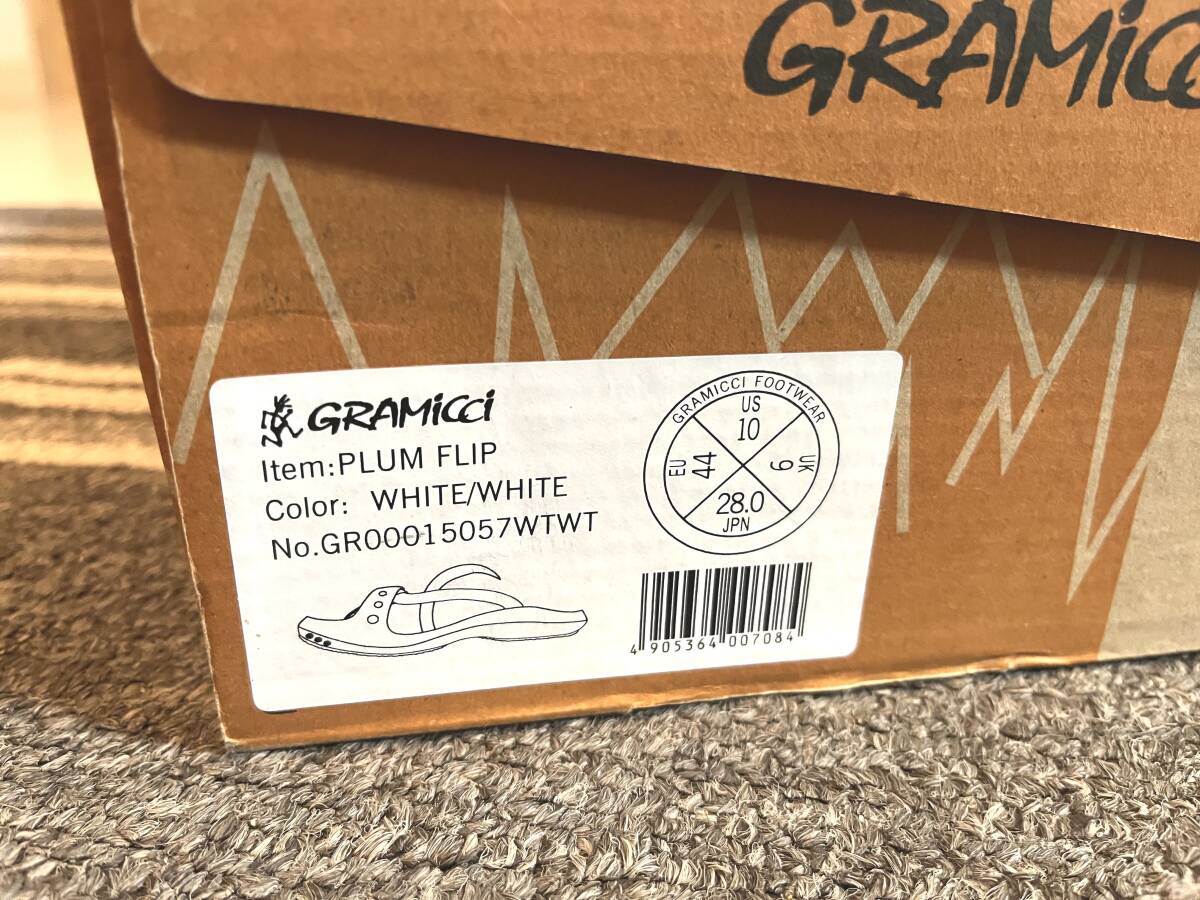 GRAMiCC
GRAMiCCi
Item:PLUM FLIP
Color: WHITE/WHITE
No.GR00015057WTWT
GRAMICCI FOOTWEAR
US
10
EU
44
UK
9
28.0
JPN
4 905364 007084